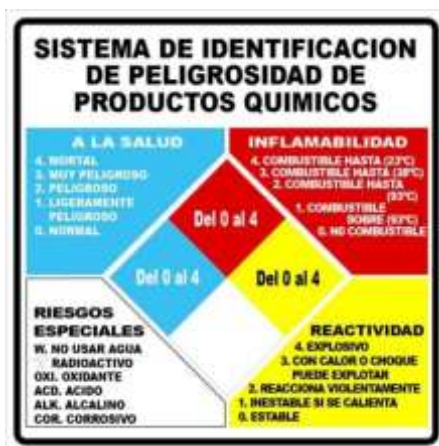 SISTEMA DE IDENTIFICACION
DE PELIGROSIDAD DE
PRODUCTOS QUIMICOS
A LA SALUD
4. MORTAL
3. MUY PELIGROSO
2. PELIGROSO
1. LIGERAMENTE
PELIGROSO
0. NORMAL
INFLAMABILIDAD
4. COMBUSTIBLE HASTA (23ºC)
3. COMBUSTIBLE HASTA (38ºC)
2. COMBUSTIBLE HASTA
(93ºC)
1. COMBUSTIBLE
SOBRE (93ºC)
0. NO COMBUSTIBLE
Del 0 al 4
Del 0 al 4
Del 0 al 4
RIESGOS
ESPECIALES
W. NO USAR AGUA
RADIOACTIVO
OXI. OXIDANTE
ACD. ACIDO
ALK. ALCALINO
COR. CORROSIVO
REACTIVIDAD
4. EXPLOSIVO
3. CON CALOR O CHOQUE
PUEDE EXPLOTAR
2. REACCIONA VIOLENTAMENTE
1. INESTABLE SI SE CALIENTA
0. ESTABLE